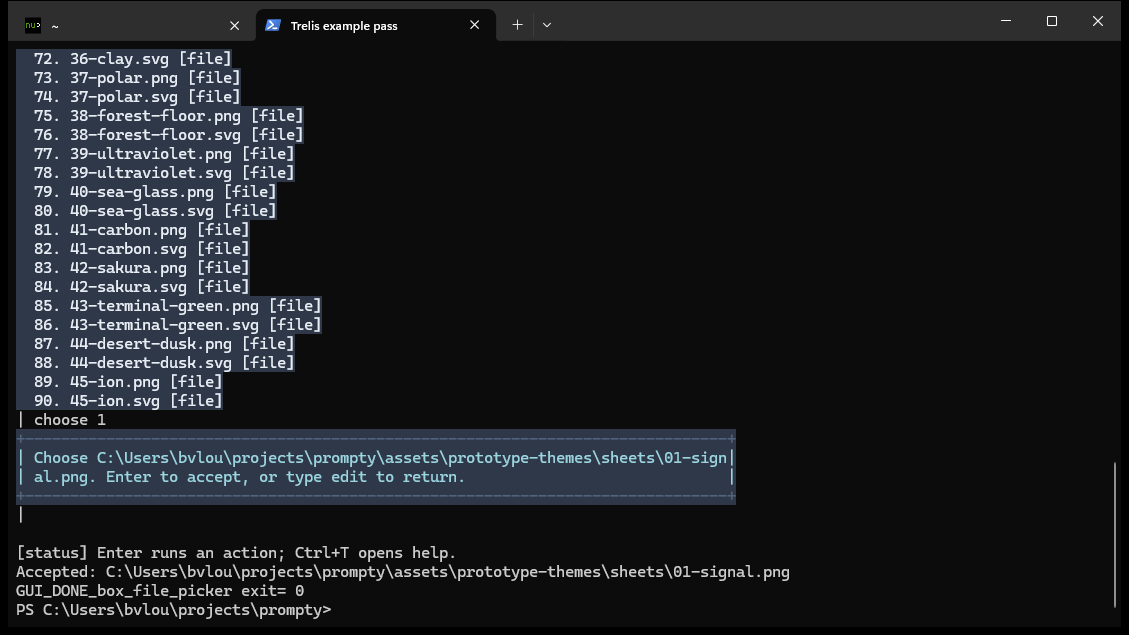 nu> ~
Trelis example pass
72. 36-clay.svg [file]
73. 37-polar.png [file]
74. 37-polar.svg [file]
75. 38-forest-floor.png [file]
76. 38-forest-floor.svg [file]
77. 39-ultraviolet.png [file]
78. 39-ultraviolet.svg [file]
79. 40-sea-glass.png [file]
80. 40-sea-glass.svg [file]
81. 41-carbon.png [file]
82. 41-carbon.svg [file]
83. 42-sakura.png [file]
84. 42-sakura.svg [file]
85. 43-terminal-green.png [file]
86. 43-terminal-green.svg [file]
87. 44-desert-dusk.png [file]
88. 44-desert-dusk.svg [file]
89. 45-ion.png [file]
90. 45-ion.svg [file]
| choose 1
+------------------------------------------------------------------------------+
| Choose C:\Users\bvlou\projects\prompty\assets\prototype-themes\sheets\01-sign|
| al.png. Enter to accept, or type edit to return. |
+------------------------------------------------------------------------------+
|
[status] Enter runs an action; Ctrl+T opens help.
Accepted: C:\Users\bvlou\projects\prompty\assets\prototype-themes\sheets\01-signal.png
GUI_DONE_box_file_picker exit= 0
PS C:\Users\bvlou\projects\prompty>